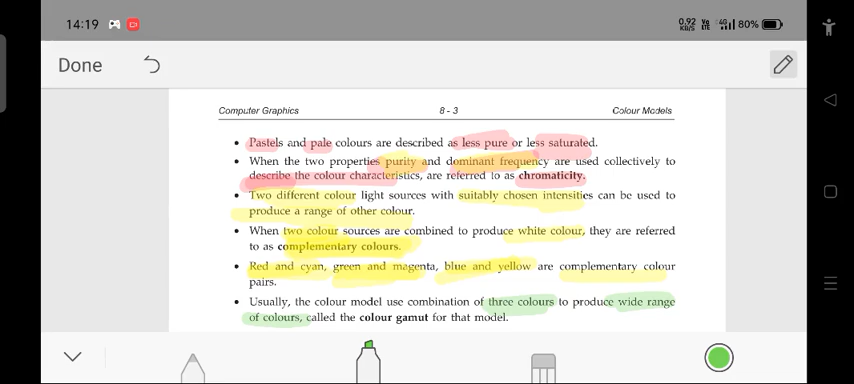 14:19
0.92 KB/S Vo LTE 4G 80%
Done
Computer Graphics 8 - 3 Colour Models
• Pastels and pale colours are described as less pure or less saturated.
• When the two properties purity and dominant frequency are used collectively to
describe the colour characteristics, are referred to as chromaticity.
• Two different colour light sources with suitably chosen intensities can be used to
produce a range of other colour.
• When two colour sources are combined to produce white colour, they are referred
to as complementary colours.
• Red and cyan, green and magenta, blue and yellow are complementary colour
pairs.
• Usually, the colour model use combination of three colours to produce wide range
of colours, called the colour gamut for that model.